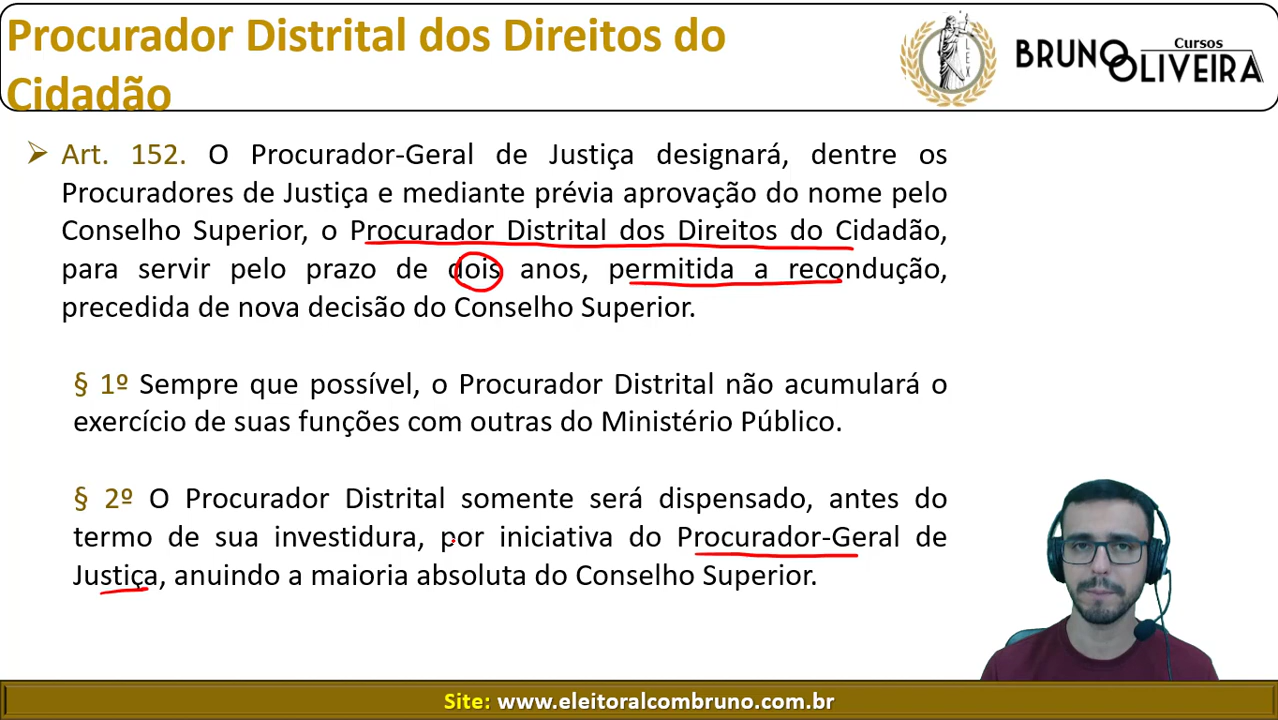 Procurador Distrital dos Direitos do
Cidadão
Cursos
BRUNO
OLIVEIRA
LEX
Art. 152. O Procurador-Geral de Justiça designará, dentre os
Procuradores de Justiça e mediante prévia aprovação do nome pelo
Conselho Superior, o Procurador Distrital dos Direitos do Cidadão,
para servir pelo prazo de dois anos, permitida a recondução,
precedida de nova decisão do Conselho Superior.
§ 1º Sempre que possível, o Procurador Distrital não acumulará o
exercício de suas funções com outras do Ministério Público.
§ 2º O Procurador Distrital somente será dispensado, antes do
termo de sua investidura, por iniciativa do Procurador-Geral de
Justiça, anuindo a maioria absoluta do Conselho Superior.
Site: www.eleitoralcombruno.com.br